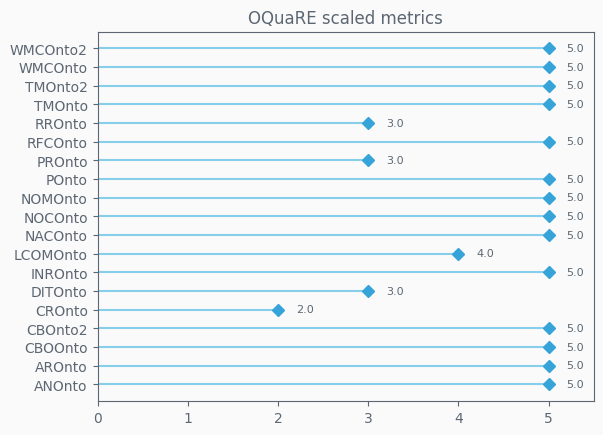 OQuaRE scaled metrics
WMCOnto2 5.0
WMCOnto 5.0
TMOnto2 5.0
TMOnto 5.0
RROnto 3.0
RFCOnto 5.0
PROnto 3.0
POnto 5.0
NOMOnto 5.0
NOCOnto 5.0
NACOnto 5.0
LCOMOnto 4.0
INROnto 5.0
DITOnto 3.0
CROnto 2.0
CBOnto2 5.0
CBOOnto 5.0
AROnto 5.0
ANOnto 5.0
0 1 2 3 4 5